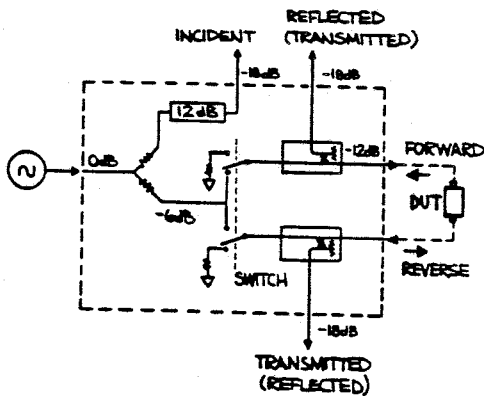 INCIDENT
REFLECTED
(TRANSMITTED)
-18dB
-18dB
12dB
0dB
-12dB
FORWARD
-6dB
DUT
SWITCH
REVERSE
-18dB
TRANSMITTED
(REFLECTED)